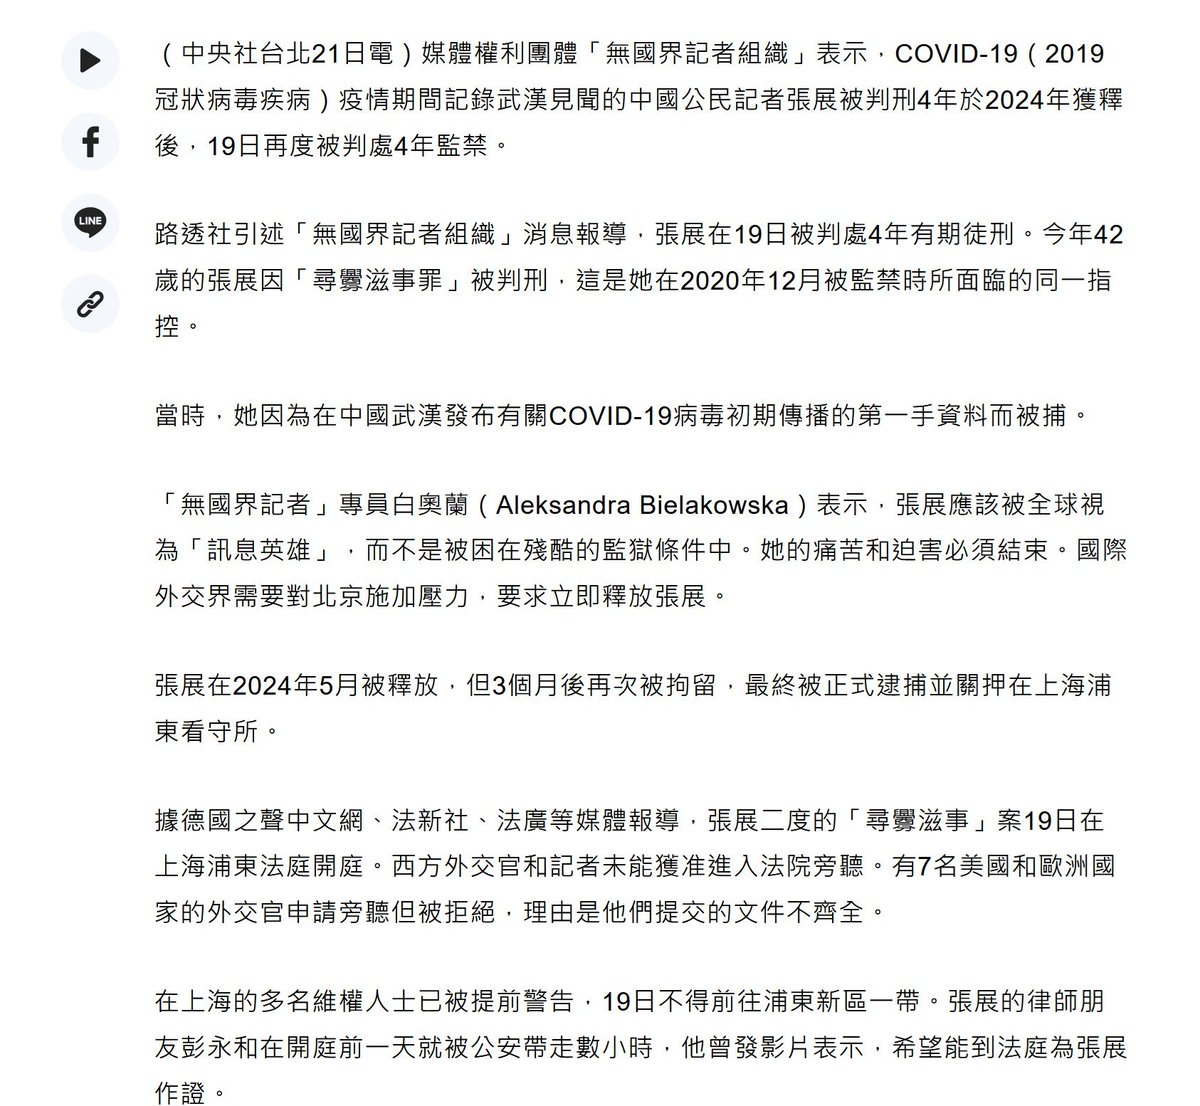 （中央社台北21日電）媒體權利團體「無國界記者組織」表示，COVID-19（2019
冠狀病毒疾病）疫情期間記錄武漢見聞的中國公民記者張展被判刑4年於2024年獲釋
後，19日再度被判處4年監禁。
路透社引述「無國界記者組織」消息報導，張展在19日被判處4年有期徒刑。今年42
歲的張展因「尋釁滋事罪」被判刑，這是她在2020年12月被監禁時所面臨的同一指
控。
當時，她因為在中國武漢發布有關COVID-19病毒初期傳播的第一手資料而被捕。
「無國界記者」專員白奧蘭（Aleksandra Bielakowska）表示，張展應該被全球視
為「訊息英雄」，而不是被困在殘酷的監獄條件中。她的痛苦和迫害必須結束。國際
外交界需要對北京施加壓力，要求立即釋放張展。
張展在2024年5月被釋放，但3個月後再次被拘留，最終被正式逮捕並關押在上海浦
東看守所。
據德國之聲中文網、法新社、法廣等媒體報導，張展二度的「尋釁滋事」案19日在
上海浦東法庭開庭。西方外交官和記者未能獲准進入法院旁聽。有7名美國和歐洲國
家的外交官申請旁聽但被拒絕，理由是他們提交的文件不齊全。
在上海的多名維權人士已被提前警告，19日不得前往浦東新區一帶。張展的律師朋
友彭永和在開庭前一天就被公安帶走數小時，他曾發影片表示，希望能到法庭為張展
作證。
LINE